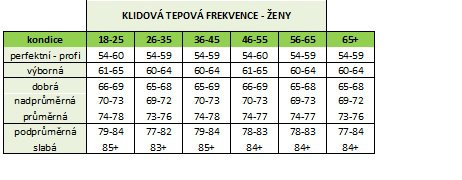 KLIDOVÁ TEPOVÁ FREKVENCE - ŽENY
kondice 18-25 26-35 36-45 46-55 56-65 65+
perfektní - profi 54-60 54-59 54-59 54-60 54-59 54-59
výborná 61-65 60-64 60-64 61-65 60-64 60-64
dobrá 66-69 65-68 65-69 66-69 65-68 65-68
nadprůměrná 70-73 69-72 70-73 70-73 69-73 69-72
průměrná 74-78 73-76 74-78 74-77 74-77 73-76
podprůměrná 79-84 77-82 79-84 78-83 78-83 77-84
slabá 85+ 83+ 85+ 84+ 84+ 84+